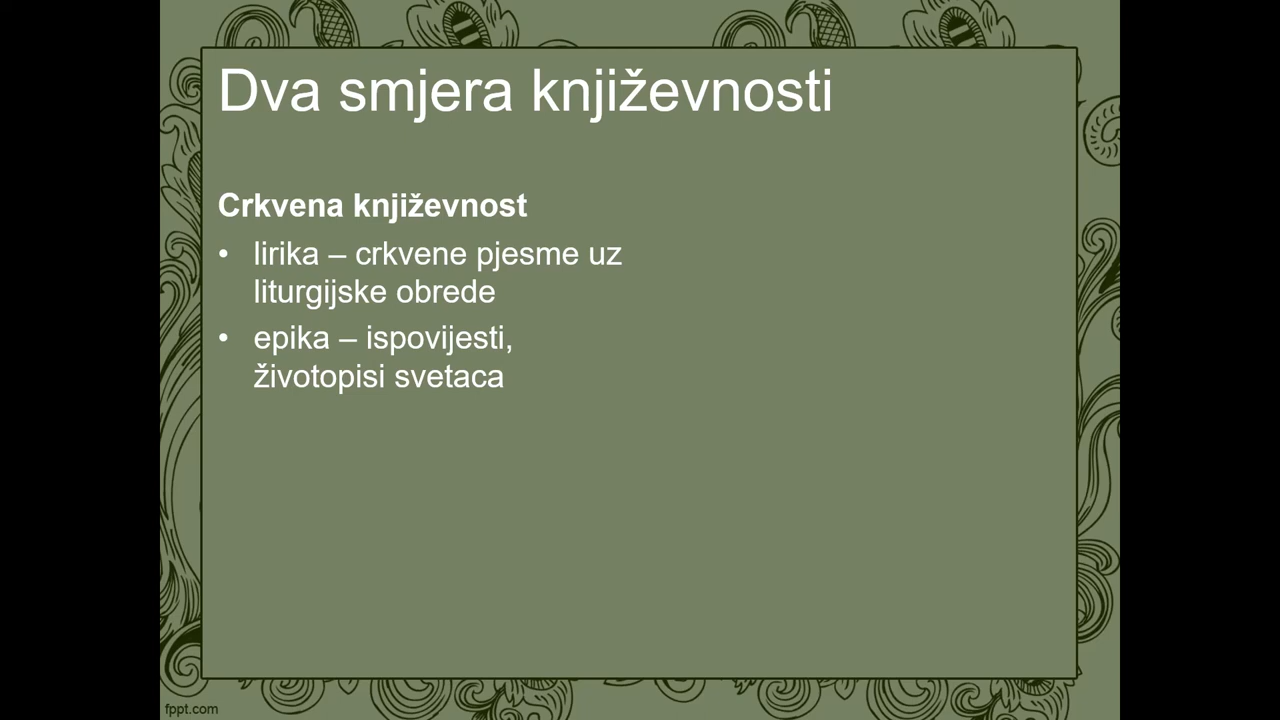 Dva smjera književnosti
Crkvena književnost
• lirika – crkvene pjesme uz
liturgijske obrede
• epika – ispovijesti,
životopisi svetaca
fppt.com